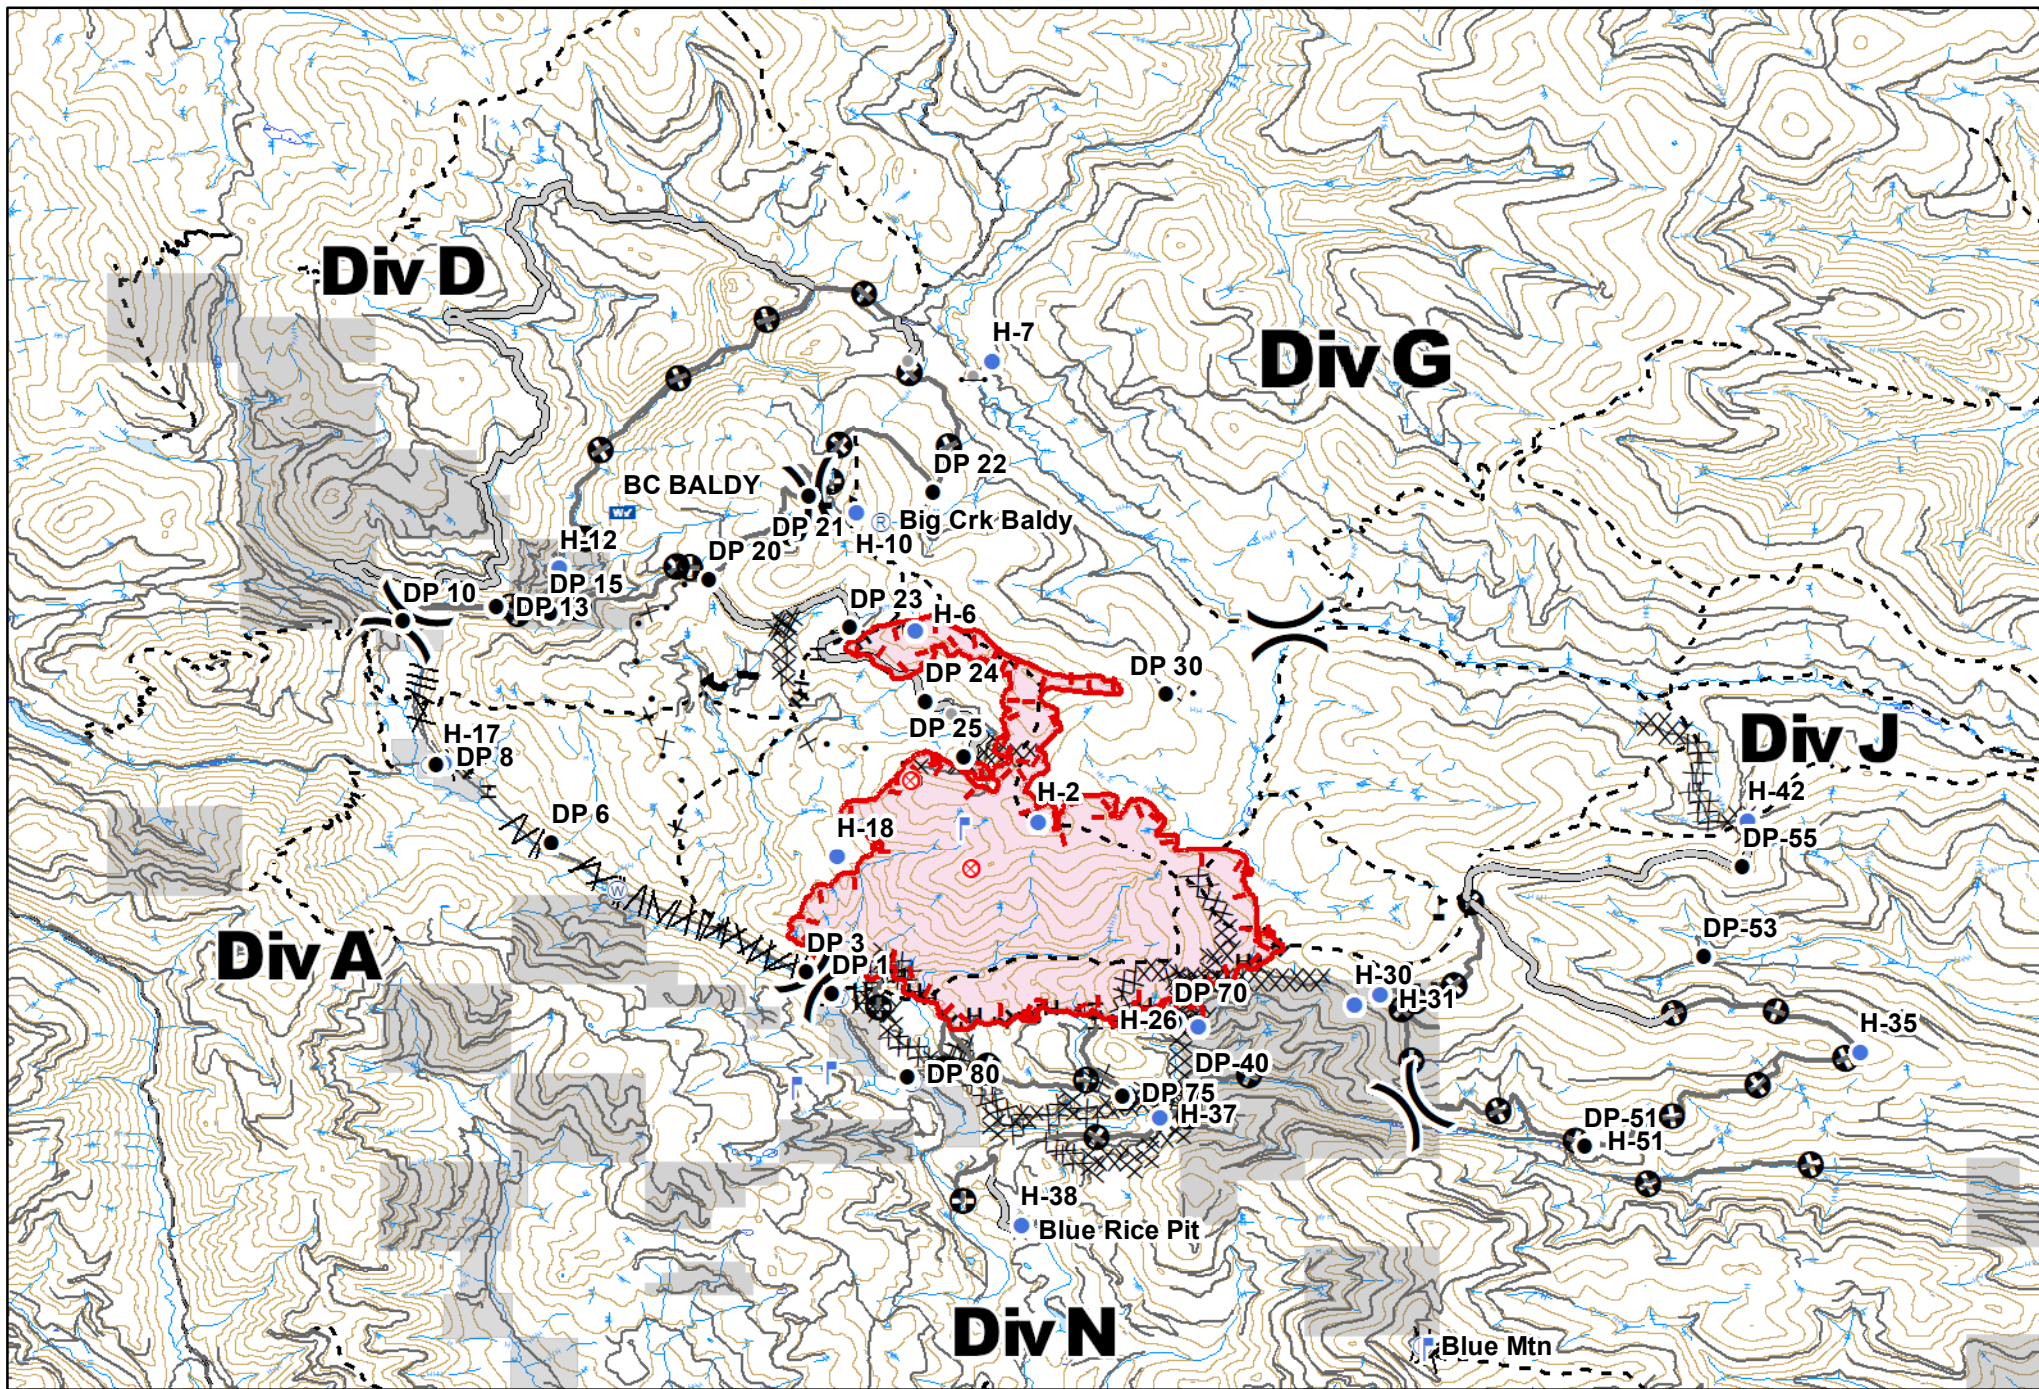 Div D
H-7
Div G
DP 22
BC BALDY
DP 21
Big Crk Baldy
H-10
H-12
DP 20
DP 15
DP 10
DP 13
DP 23
H-6
DP 24
DP 30
DP 25
H-17
DP 8
Div J
H-42
H-2
DP 6
H-18
DP-55
W
Div A
DP 3
DP 1
DP-53
H-30
H-31
DP 70
H-26
H-35
DP 80
DP-40
DP 75
H-37
DP-51
H-51
H-38
Blue Rice Pit
Div N
Blue Mtn